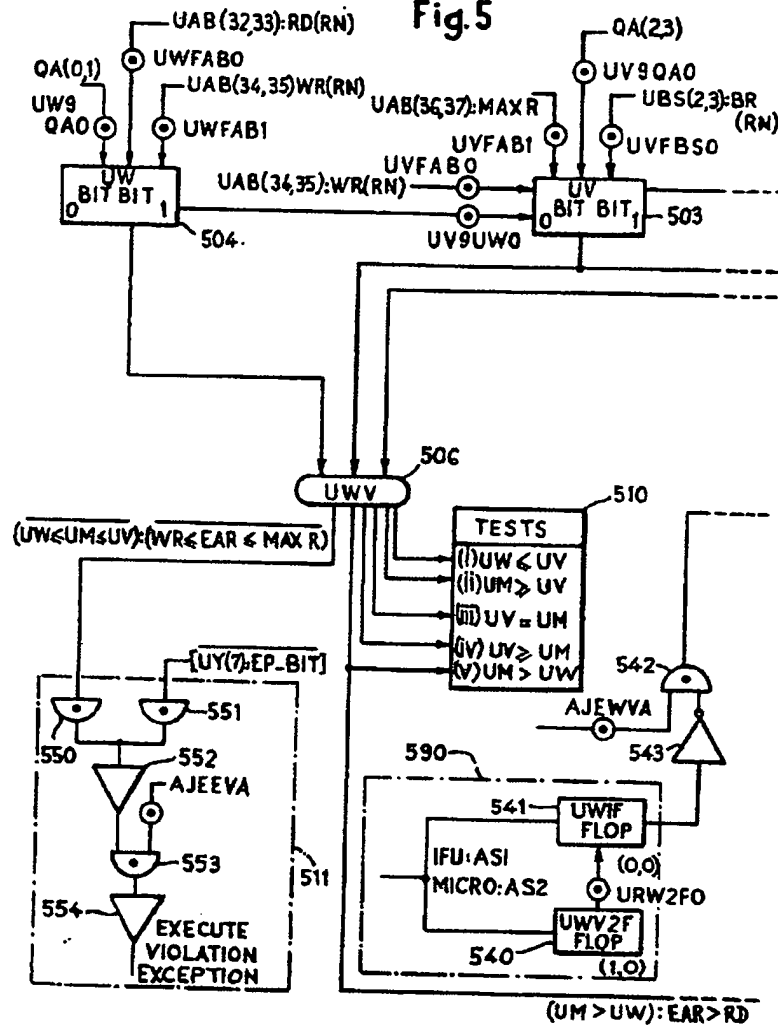 Fig.5
UAB(32,33):RD(RN)
QA(2,3)
QA(0,1)
UWFAB0
UV9QA0
UW9
QA0
UAB(34,35)WR(RN)
UWFAB1
UAB(36,37):MAX R
UVFAB1
UBS(2,3):BR
(RN)
UVFBS0
UW
BIT BIT
0
1
504
UAB(34,35):WR(RN)
UVFAB0
UV9UW0
UV
BIT BIT
0
1
503
506
UWV
510
TESTS
(i)UW≤UV
(ii)UM≥UV
(iii)UV=UM
(iv)UV≥UM
(v)UM>UW
(UW≤UM≤UV):(WR≤EAR≤MAX R)
[UY(7):EP_BIT]
550
551
552
AJEEVA
553
554
511
EXECUTE
VIOLATION
EXCEPTION
542
AJEWVA
543
590
541
UW1F
FLOP
(0,0)
IFU:AS1
MICRO:AS2
URW2F0
UWV2F
FLOP
540
(1,0)
(UM>UW):EAR>RD